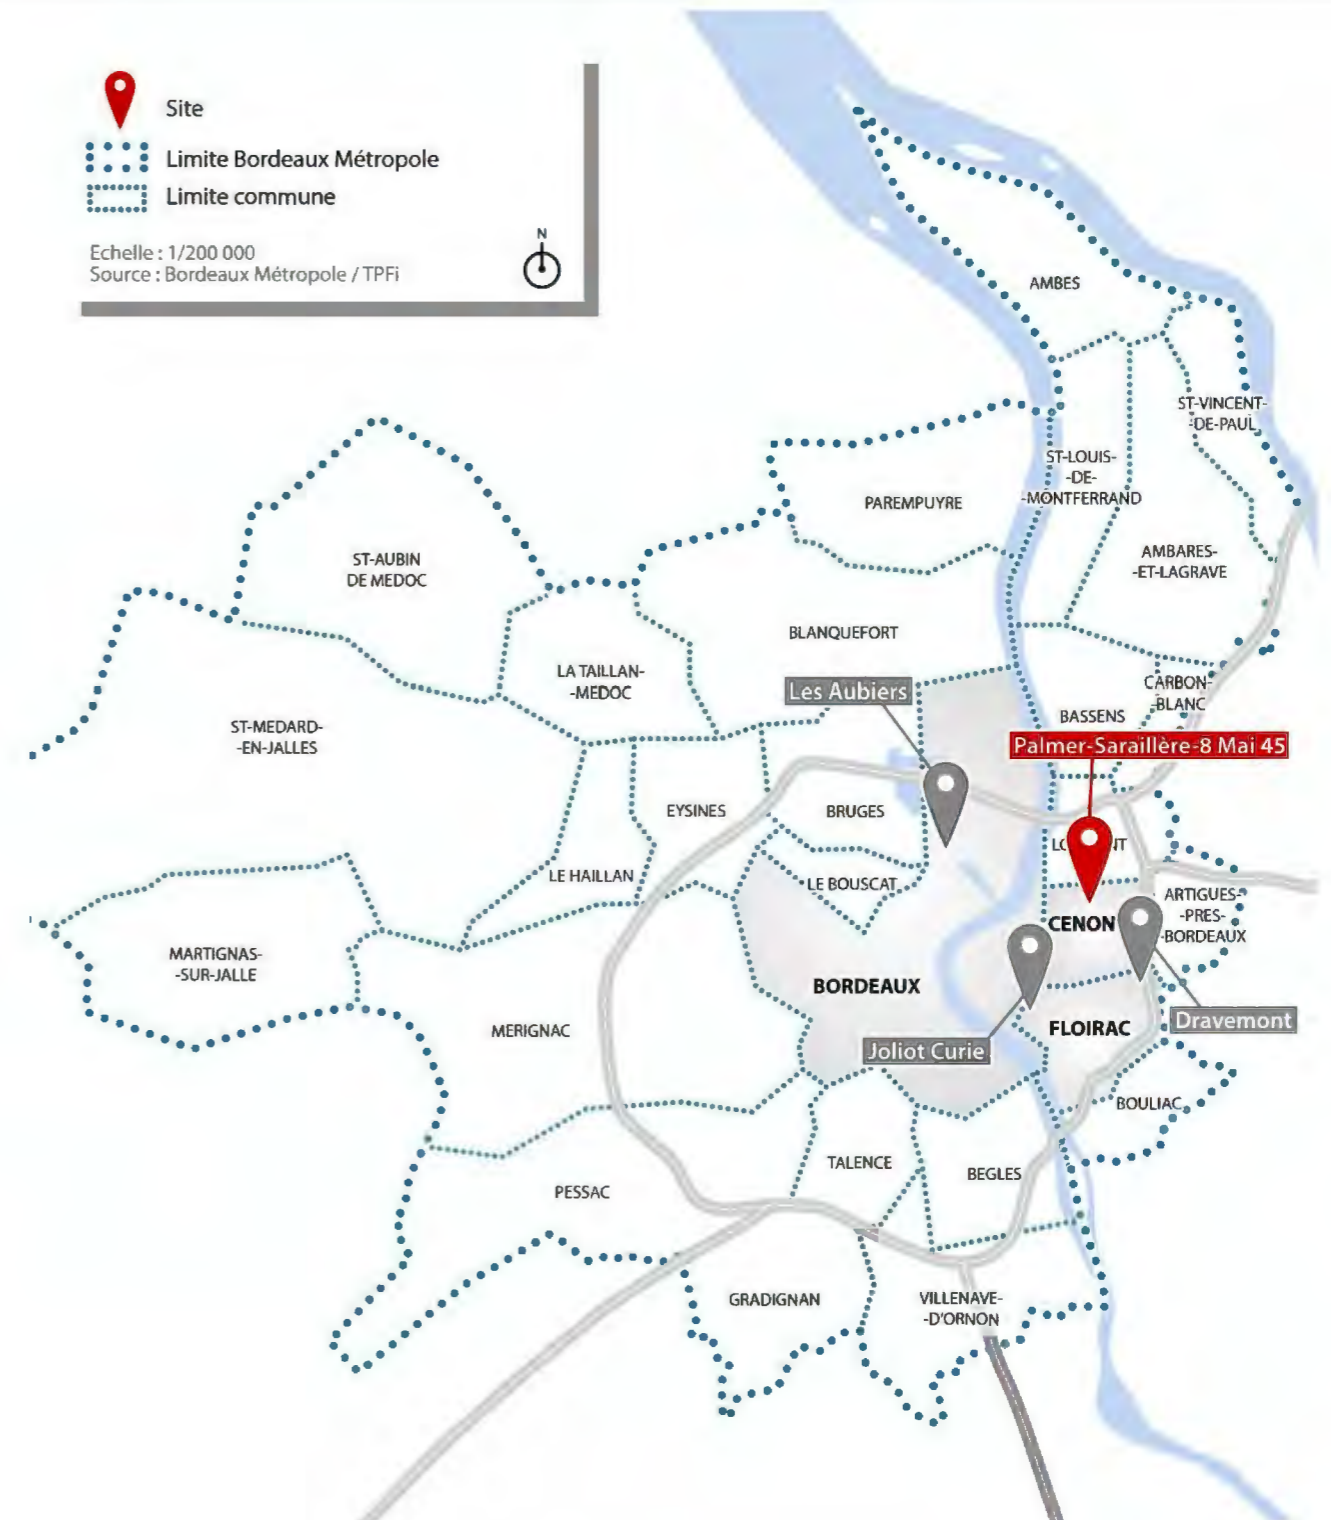 Site
Limite Bordeaux Métropole
Limite commune
Echelle : 1/200 000
Source : Bordeaux Métropole / TPFi
N
AMBES
ST-VINCENT-
-DE-PAUL
ST-LOUIS-
-DE-
-MONTFERRAND
PAREMPUYRE
AMBARES-
-ET-LAGRAVE
ST-AUBIN
DE MEDOC
BLANQUEFORT
LA TAILLAN-
-MEDOC
Les Aubiers
CARBON-
-BLANC
BASSENS
ST-MEDARD-
-EN-JALLES
Palmer-Saraillère-8 Mai 45
EYSINES
BRUGES
LE HAILLAN
LE BOUSCAT
ARTIGUES-
-PRES-
-BORDEAUX
CENON
MARTIGNAS-
-SUR-JALLE
BORDEAUX
MERIGNAC
FLOIRAC
Dravemont
Joliot Curie
BOULIAC
TALENCE
BEGLES
PESSAC
GRADIGNAN
VILLENAVE-
-D'ORNON